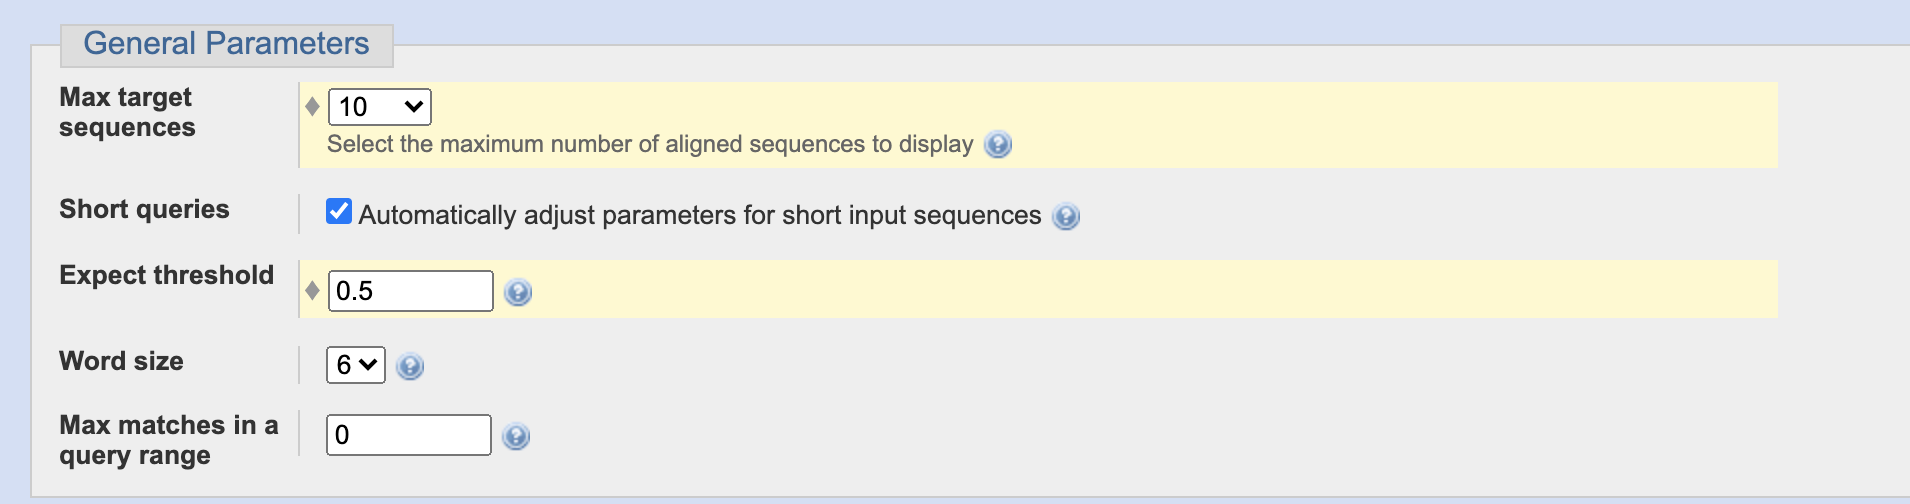 General Parameters
Max target
sequences
10
Select the maximum number of aligned sequences to display
Short queries
Automatically adjust parameters for short input sequences
Expect threshold
0.5
Word size
6
Max matches in a
query range
0